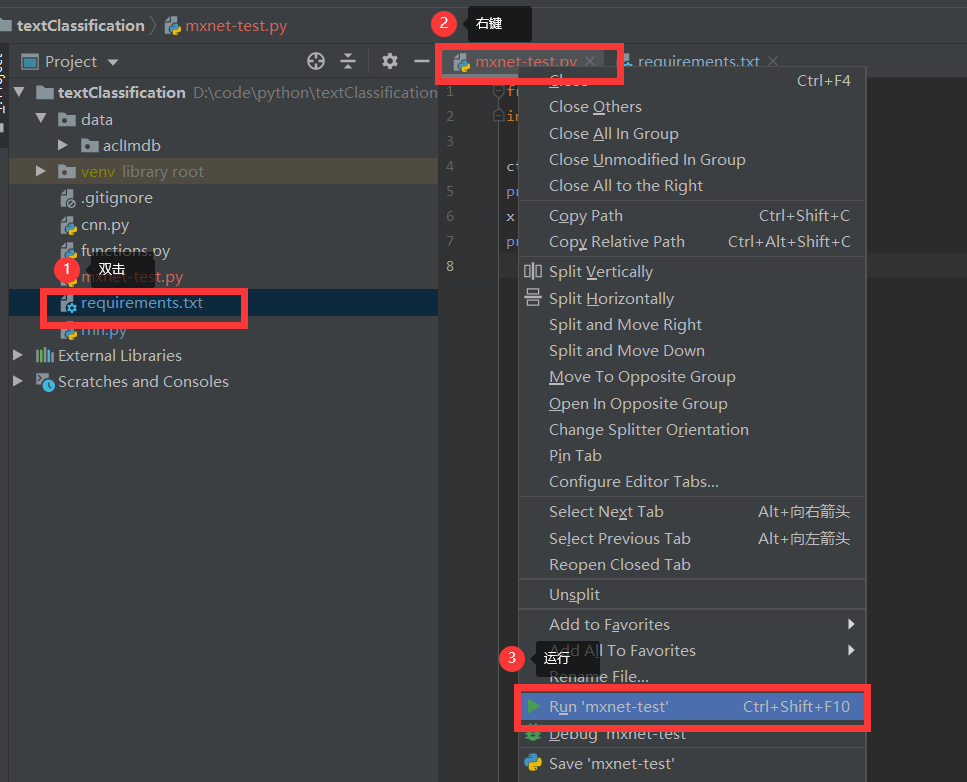 textClassification 〉 mxnet-test.py
2 右键
Project
mxnet-test.py
requirements.txt
textClassification D:\code\python\textClassification
data
aclImdb
venv library root
.gitignore
cnn.py
functions.py
1 双击
mxnet-test.py
requirements.txt
rnn.py
External Libraries
Scratches and Consoles
1
2
3
4
5
6
7
8
x
Close Ctrl+F4
Close Others
Close All In Group
Close Unmodified In Group
Close All to the Right
Copy Path Ctrl+Shift+C
Copy Relative Path Ctrl+Alt+Shift+C
Split Vertically
Split Horizontally
Split and Move Right
Split and Move Down
Move To Opposite Group
Open In Opposite Group
Change Splitter Orientation
Pin Tab
Configure Editor Tabs...
Select Next Tab Alt+向右箭头
Select Previous Tab Alt+向左箭头
Reopen Closed Tab
Unsplit
Add to Favorites
Add All To Favorites
3 运行
Rename File...
Run 'mxnet-test' Ctrl+Shift+F10
Debug 'mxnet-test'
Save 'mxnet-test'